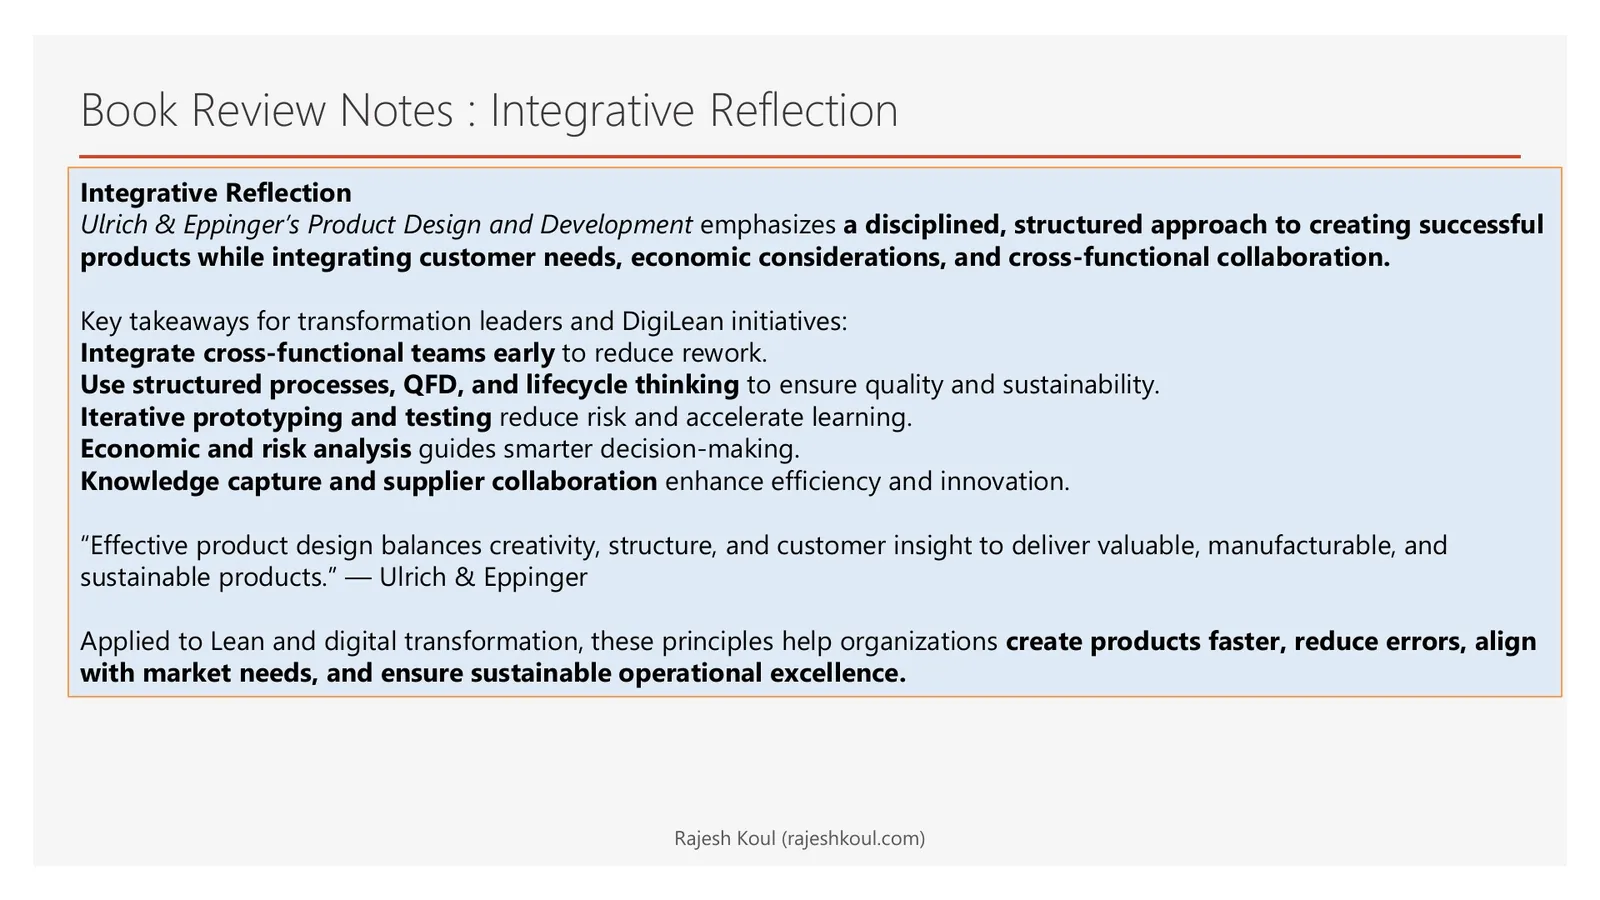 Book Review Notes : Integrative Reflection
Integrative Reflection
Ulrich & Eppinger’s Product Design and Development emphasizes a disciplined, structured approach to creating successful
products while integrating customer needs, economic considerations, and cross-functional collaboration.
Key takeaways for transformation leaders and DigiLean initiatives:
Integrate cross-functional teams early to reduce rework.
Use structured processes, QFD, and lifecycle thinking to ensure quality and sustainability.
Iterative prototyping and testing reduce risk and accelerate learning.
Economic and risk analysis guides smarter decision-making.
Knowledge capture and supplier collaboration enhance efficiency and innovation.
“Effective product design balances creativity, structure, and customer insight to deliver valuable, manufacturable, and
sustainable products.” — Ulrich & Eppinger
Applied to Lean and digital transformation, these principles help organizations create products faster, reduce errors, align
with market needs, and ensure sustainable operational excellence.
Rajesh Koul (rajeshkoul.com)